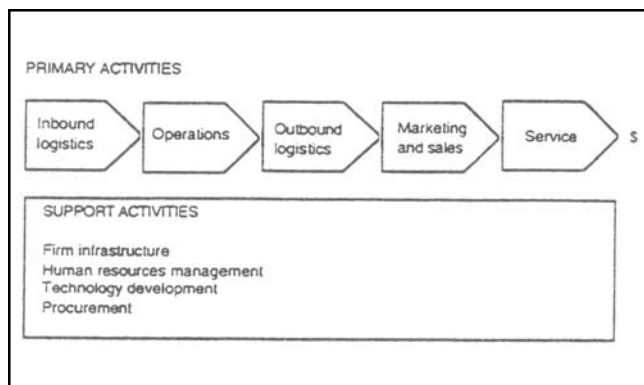 PRIMARY ACTIVITIES
Inbound
logistics
Operations
Outbound
logistics
Marketing
and sales
Service
$
SUPPORT ACTIVITIES
Firm infrastructure
Human resources management
Technology development
Procurement